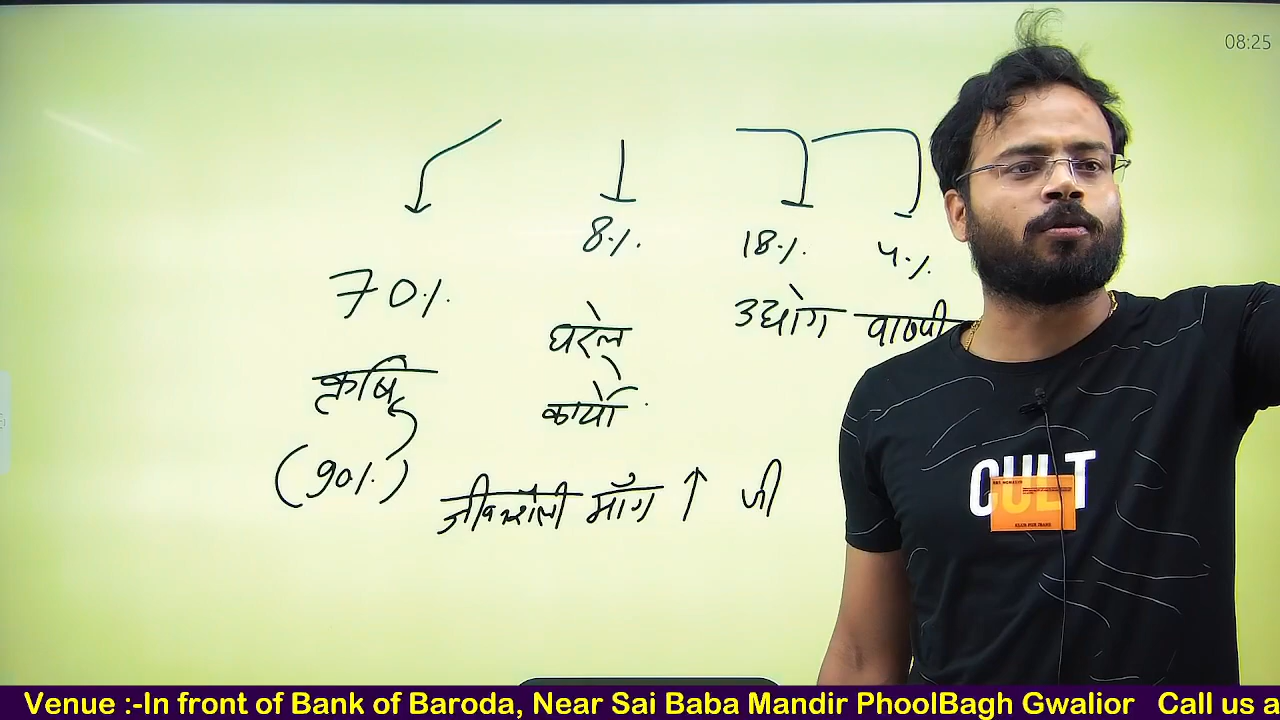 08:25
8%. 18%. 4%.
70%.
घरेलू उद्योग वाण्णी
कृषि
कार्यो
(90%)
जीवनशैली माँग ↑ जी
CULT
Venue :-In front of Bank of Baroda, Near Sai Baba Mandir PhoolBagh Gwalior Call us a